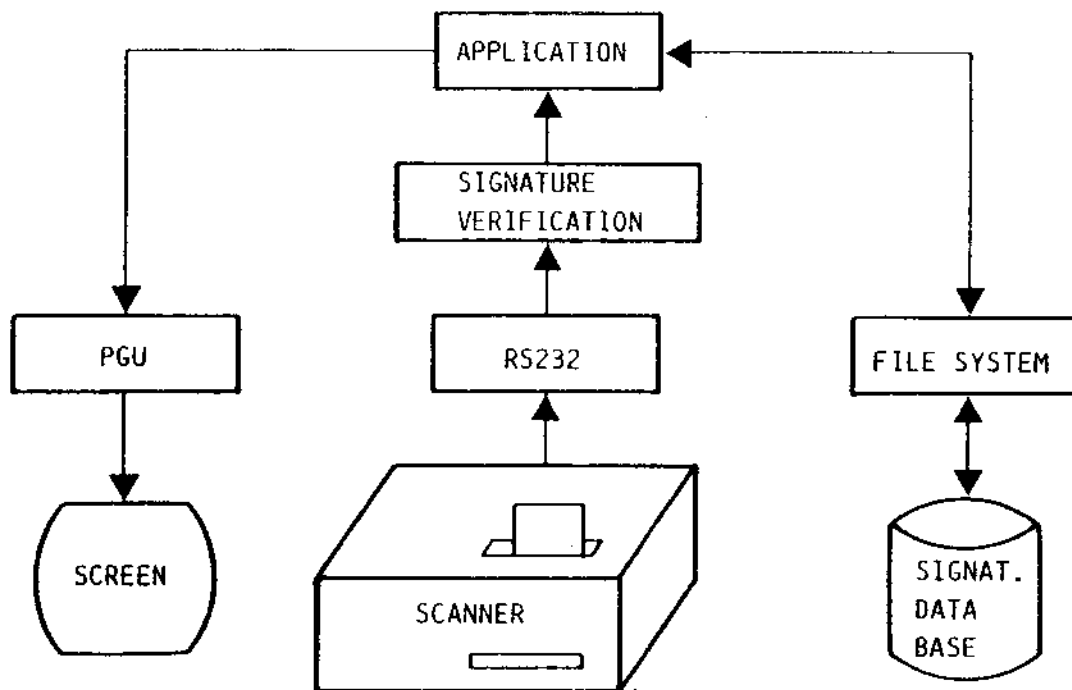 APPLICATION
SIGNATURE
VERIFICATION
PGU
RS232
FILE SYSTEM
SCREEN
SCANNER
SIGNAT.
DATA
BASE